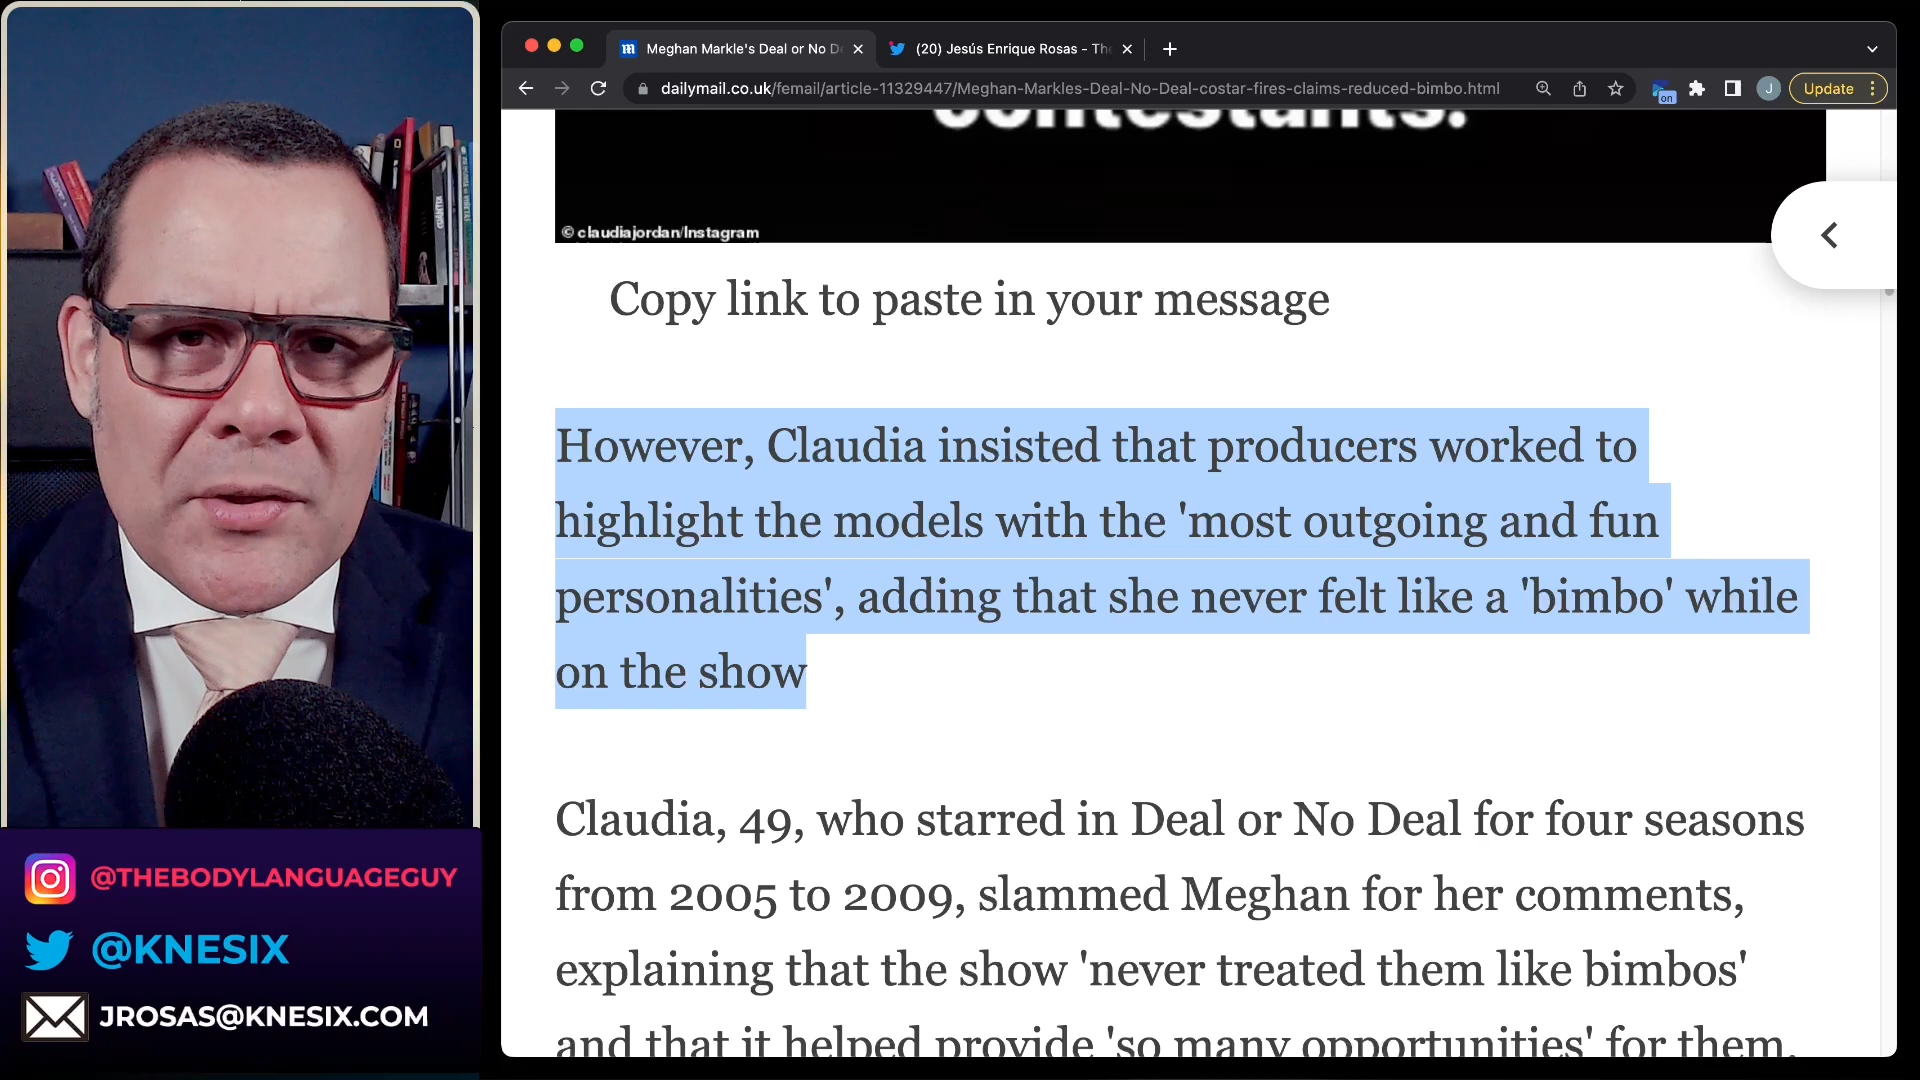 Meghan Markle's Deal or No D
(20) Jesús Enrique Rosas - Th
dailymail.co.uk/femail/article-11329447/Meghan-Markles-Deal-No-Deal-costar-fires-claims-reduced-bimbo.html
on
J
Update
contestants.
© claudiajordan/Instagram
Copy link to paste in your message
However, Claudia insisted that producers worked to
highlight the models with the 'most outgoing and fun
personalities', adding that she never felt like a 'bimbo' while
on the show
Claudia, 49, who starred in Deal or No Deal for four seasons
from 2005 to 2009, slammed Meghan for her comments,
explaining that the show 'never treated them like bimbos'
and that it helped provide 'so many opportunities' for them.
@THEBODYLANGUAGEGUY
@KNESIX
JROSAS@KNESIX.COM